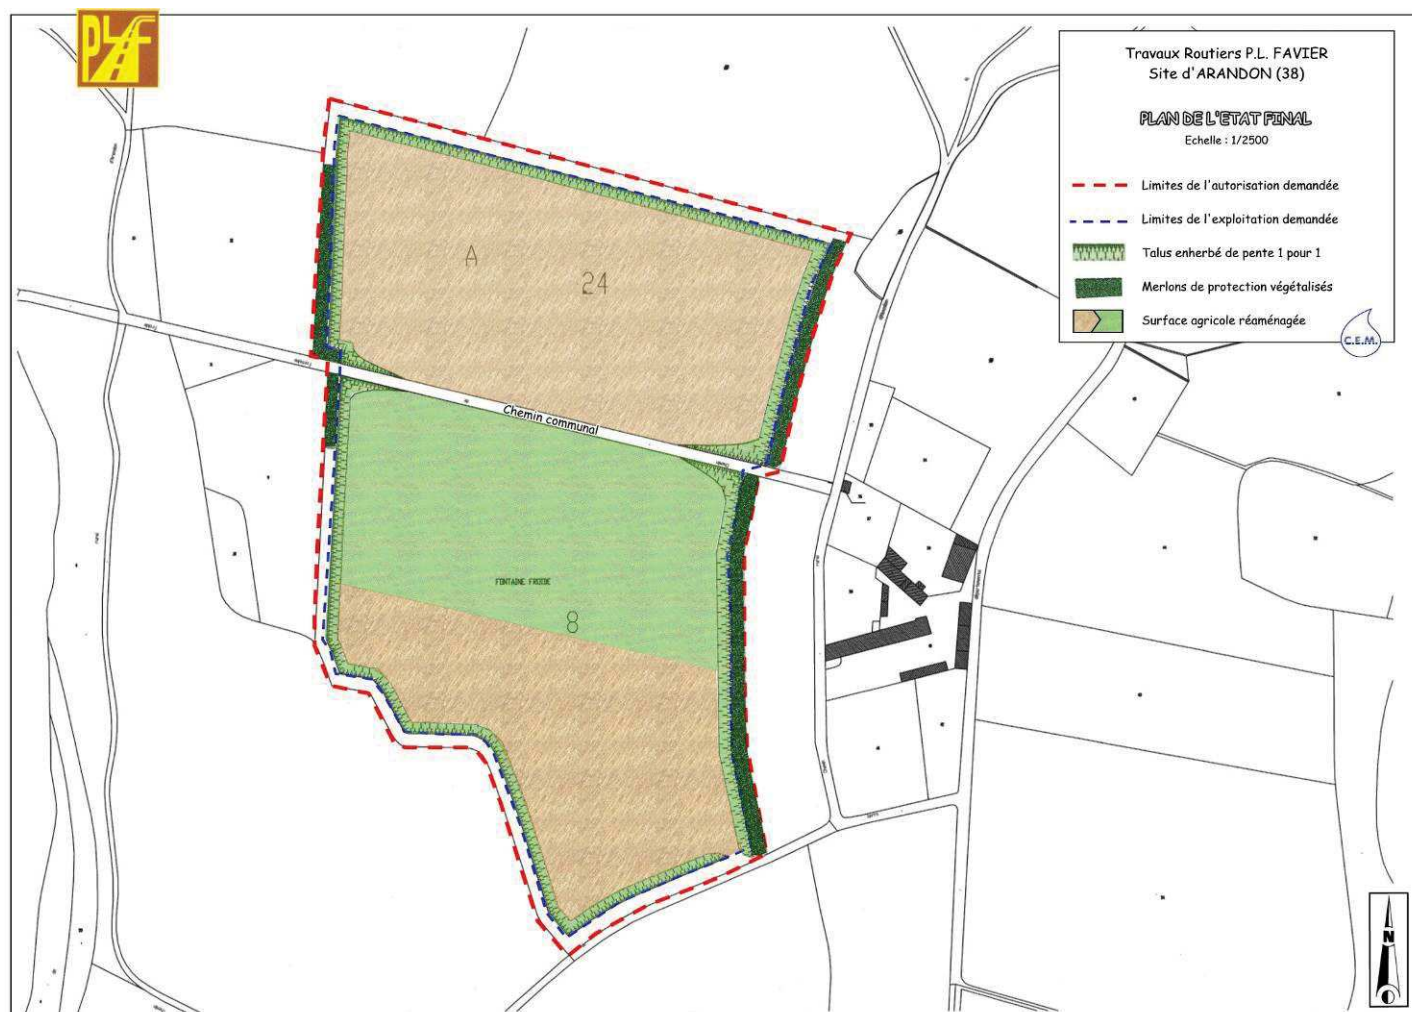 PLF
Travaux Routiers P.L. FAVIER
Site d'ARANDON (38)
PLAN DE L'ETAT FINAL
Echelle : 1/2500
Limites de l'autorisation demandée
Limites de l'exploitation demandée
Talus enherbé de pente 1 pour 1
Merlons de protection végétalisés
Surface agricole réaménagée
C.E.M.
A
24
Chemin communal
FONTAINE FROIDE
8
N